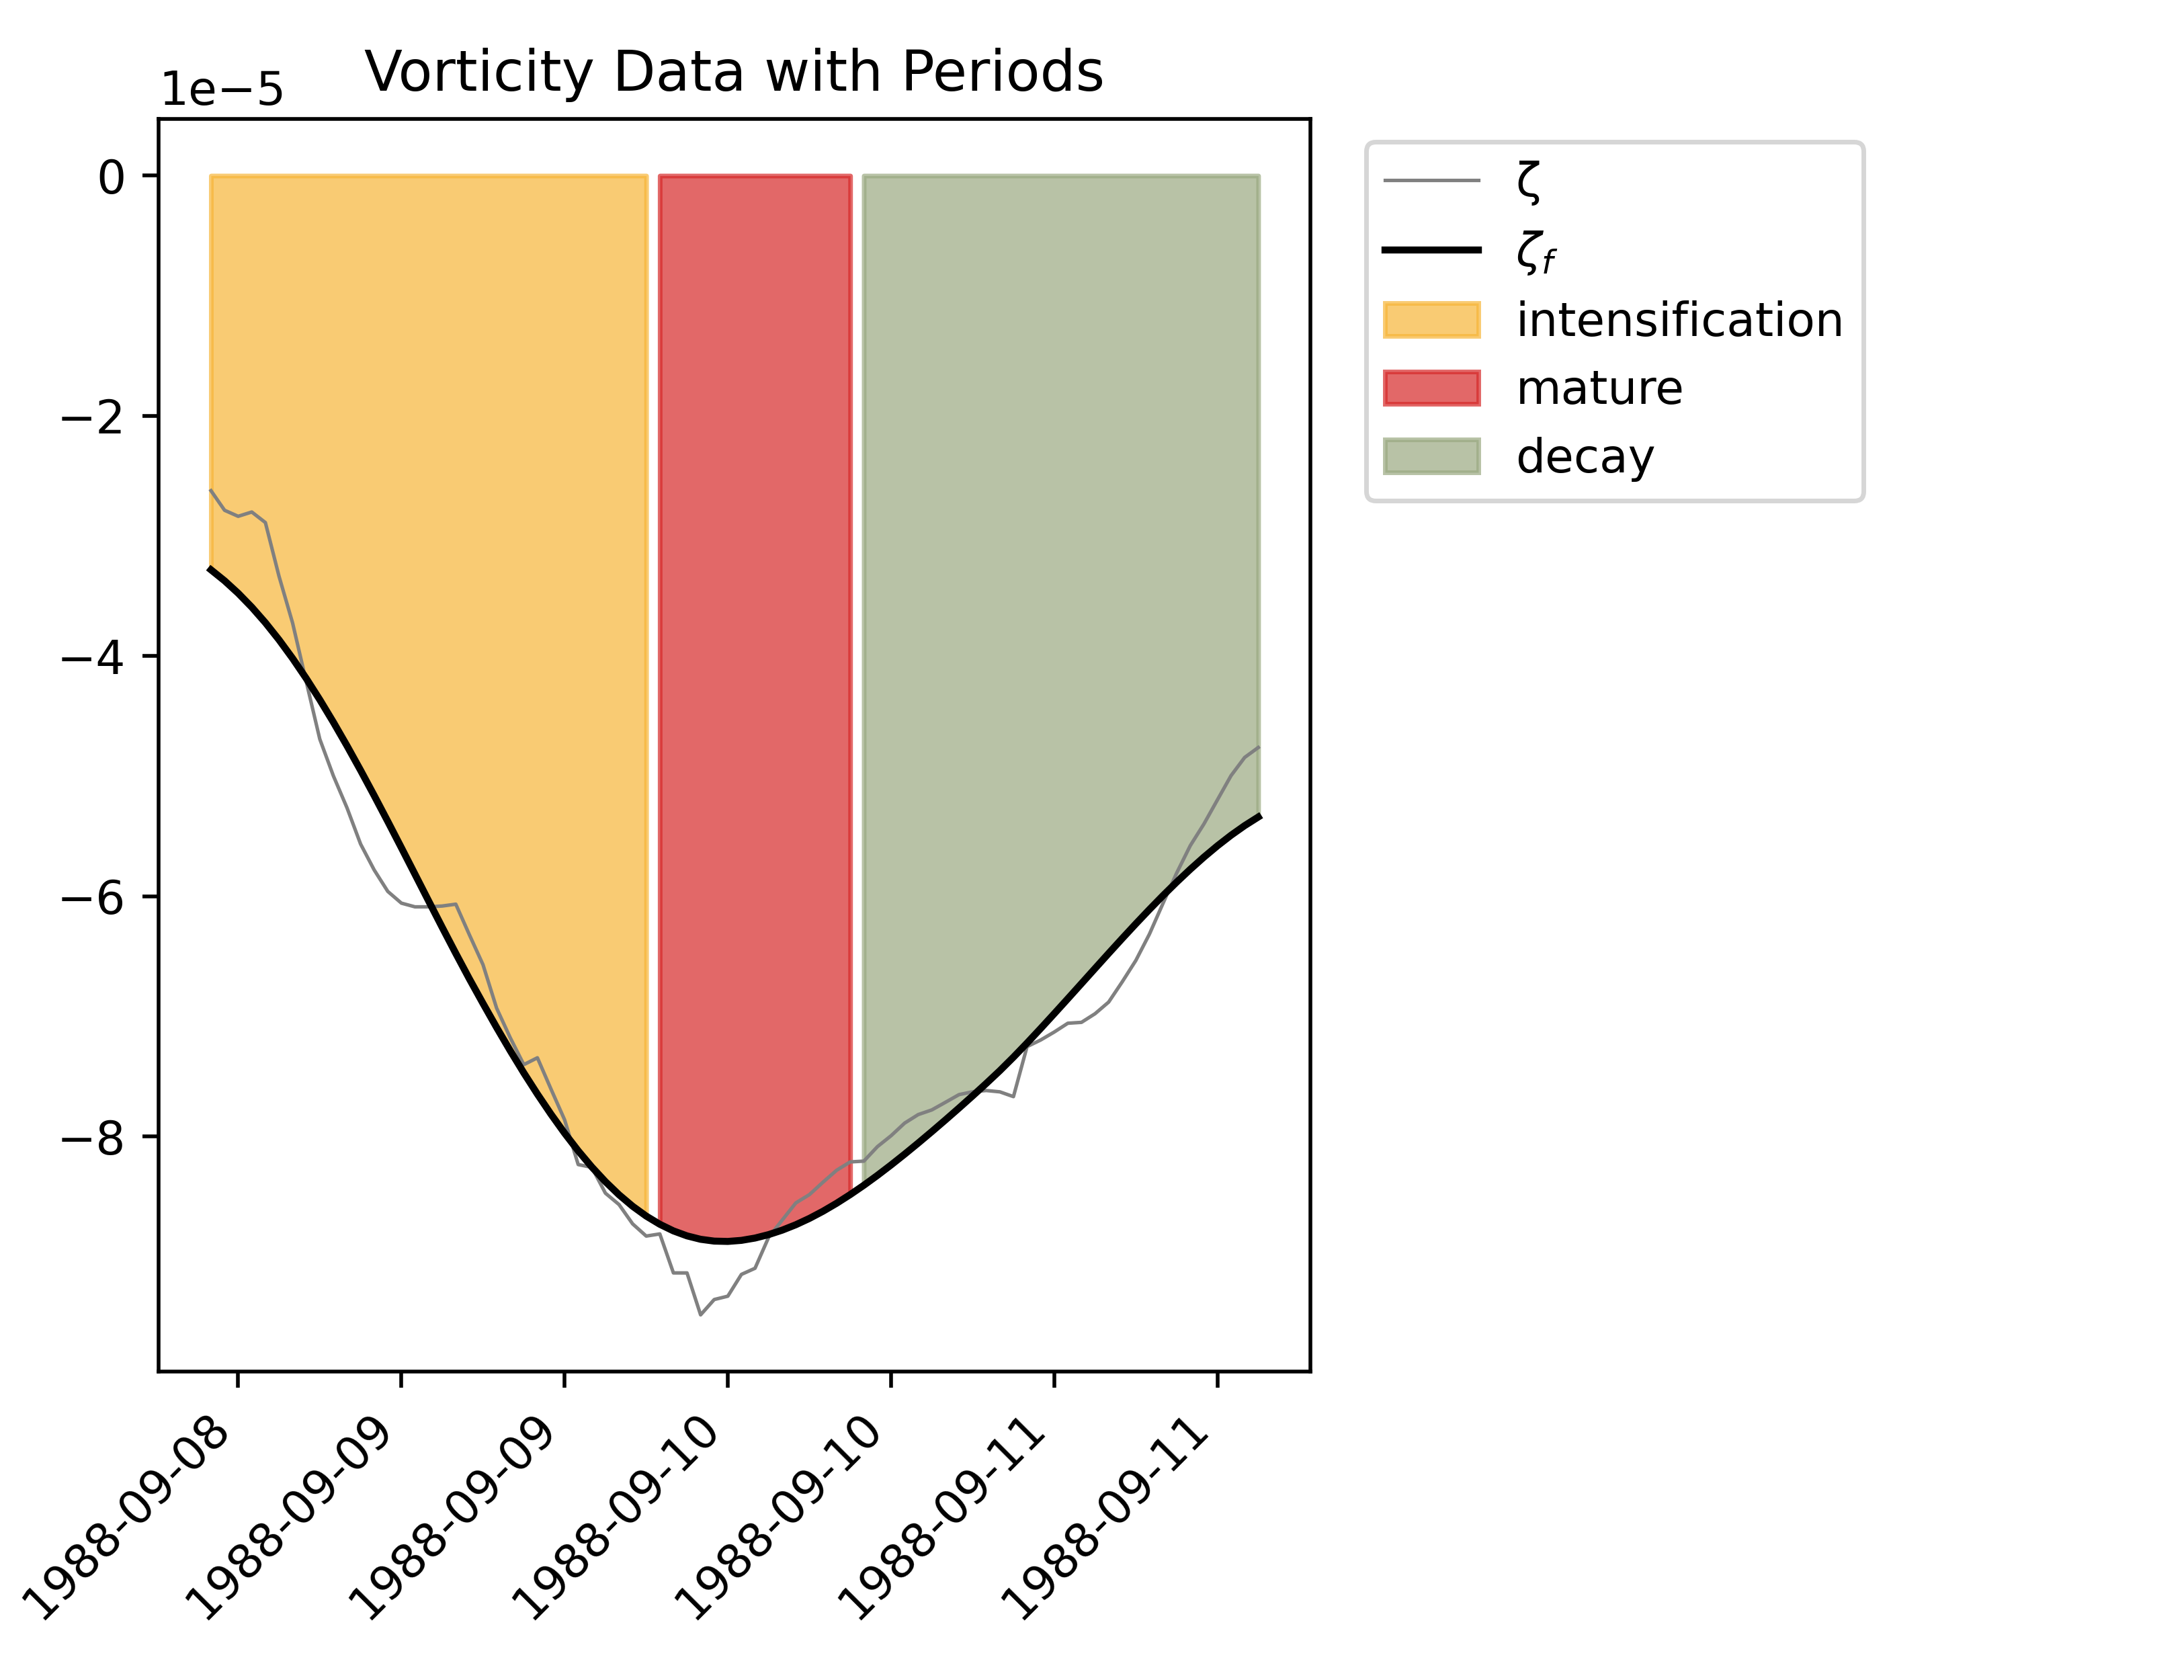 Vorticity Data with Periods
1e−5
0
−2
−4
−6
−8
1988-09-08
1988-09-09
1988-09-09
1988-09-10
1988-09-10
1988-09-11
1988-09-11
ζ
ζf
intensification
mature
decay